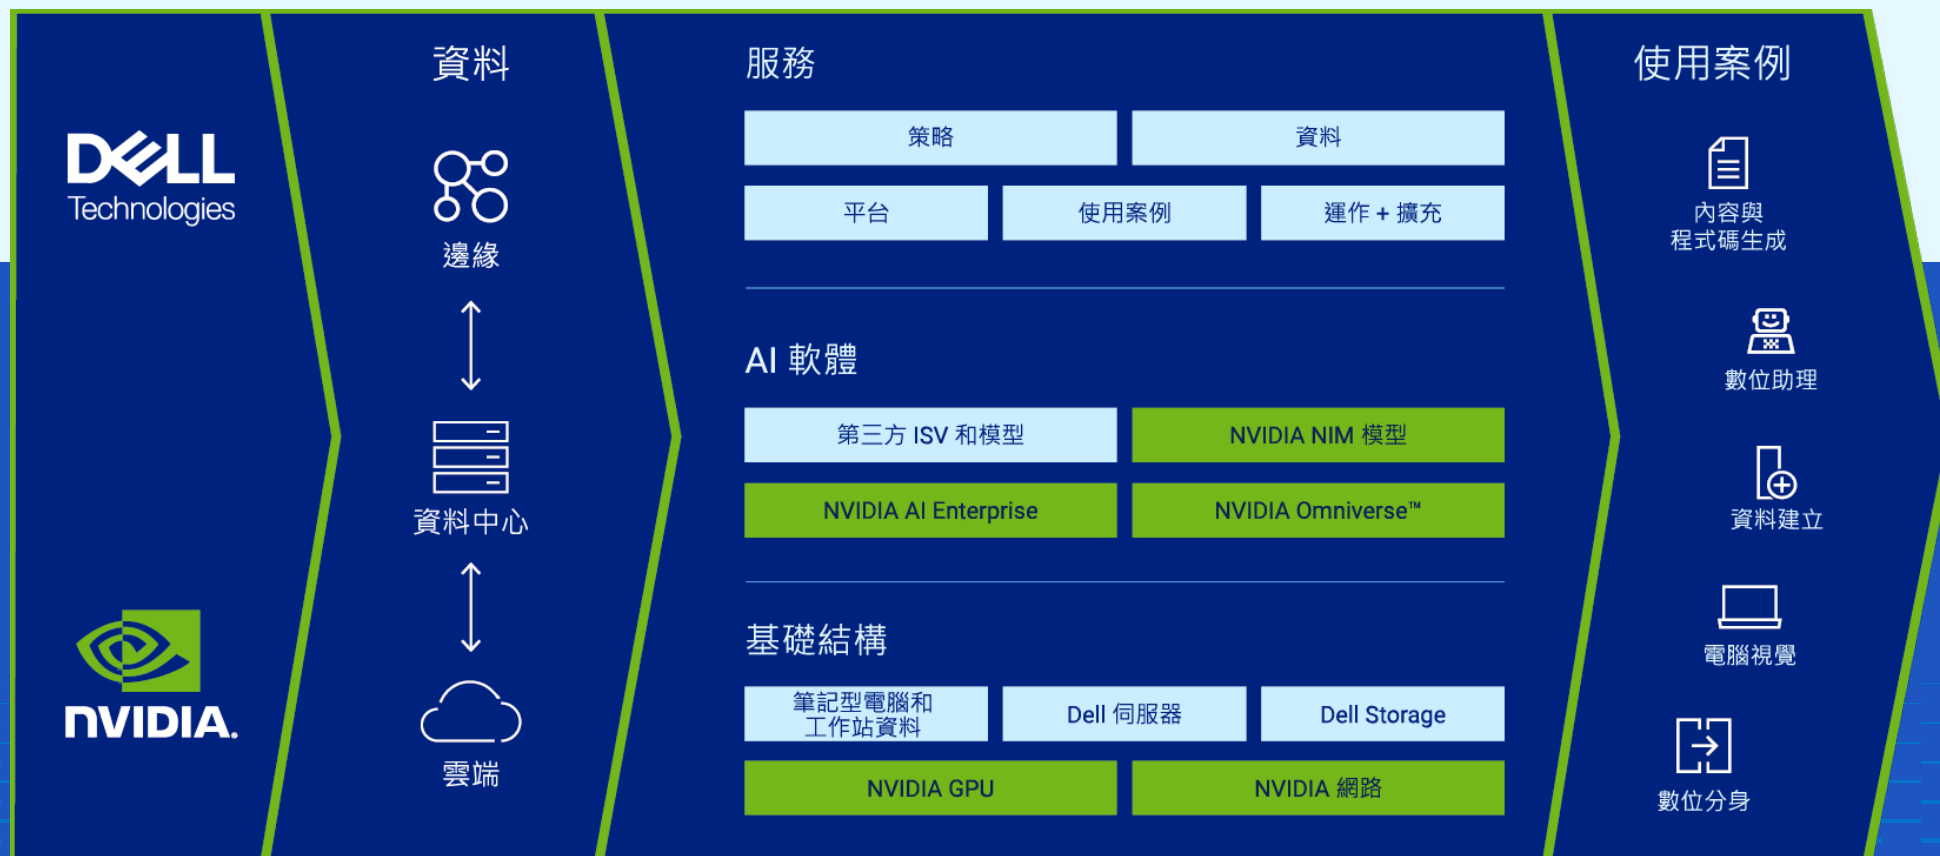 DELL
Technologies
NVIDIA.
資料
邊緣
資料中心
雲端
服務
策略
資料
平台
使用案例
運作 + 擴充
AI 軟體
第三方 ISV 和模型
NVIDIA NIM 模型
NVIDIA AI Enterprise
NVIDIA Omniverse™
基礎結構
筆記型電腦和
工作站資料
Dell 伺服器
Dell Storage
NVIDIA GPU
NVIDIA 網路
使用案例
內容與
程式碼生成
數位助理
資料建立
電腦視覺
數位分身